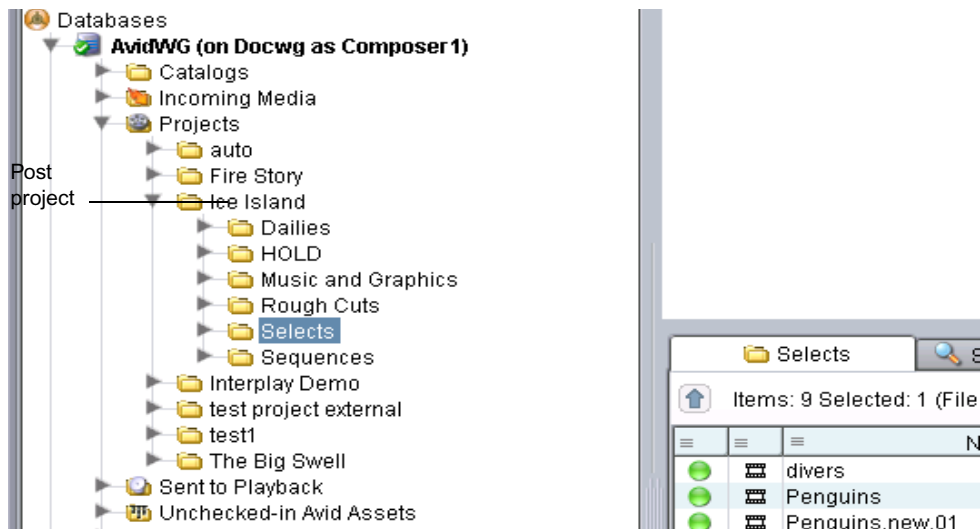 Databases
AvidWG (on Docwg as Composer1)
Catalogs
Incoming Media
Projects
auto
Post
project
Fire Story
Ice Island
Dailies
HOLD
Music and Graphics
Rough Cuts
Selects
Sequences
Interplay Demo
test project external
test1
The Big Swell
Sent to Playback
Unchecked-in Avid Assets
Selects
Items: 9 Selected: 1 (File
divers
Penguins
Penguins.new.01